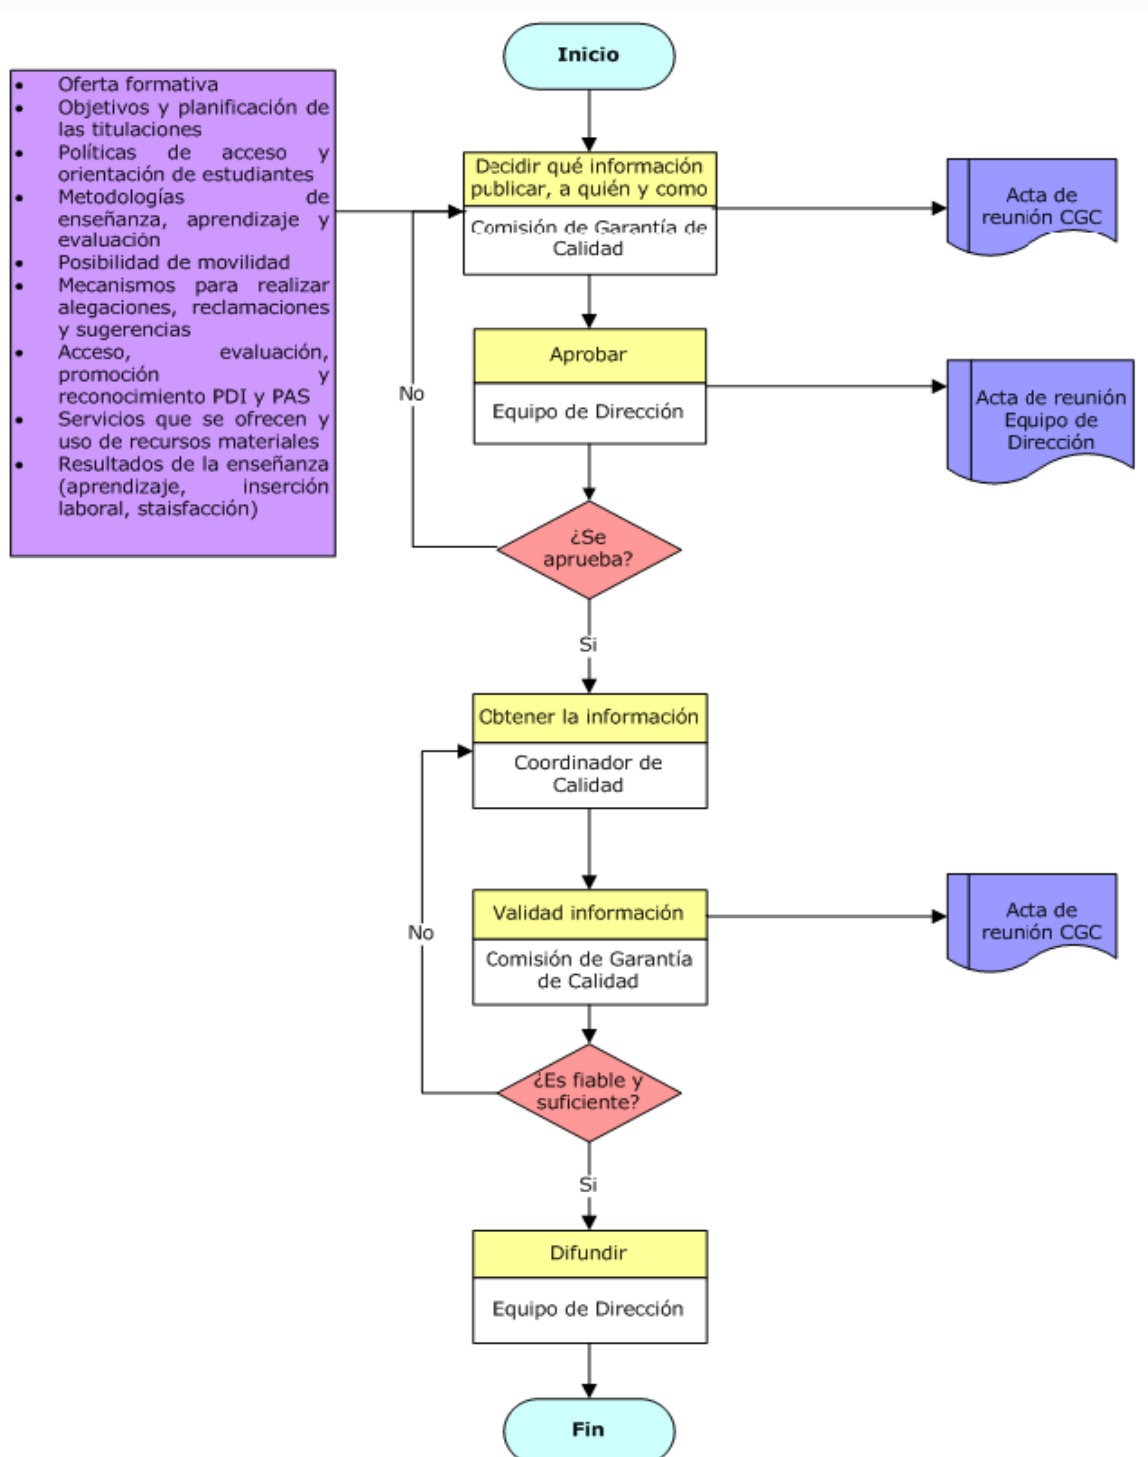 Inicio
• Oferta formativa
• Objetivos y planificación de
las titulaciones
• Políticas de acceso y
orientación de estudiantes
• Metodologías de
enseñanza, aprendizaje y
evaluación
• Posibilidad de movilidad
• Mecanismos para realizar
alegaciones, reclamaciones
y sugerencias
• Acceso, evaluación,
promoción y
reconocimiento PDI y PAS
• Servicios que se ofrecen y
uso de recursos materiales
• Resultados de la enseñanza
(aprendizaje, inserción
laboral, staisfacción)
Decidir qué información
publicar, a quién y como
Comisión de Garantía de
Calidad
Acta de
reunión CGC
Aprobar
Equipo de Dirección
Acta de reunión
Equipo de
Dirección
No
¿Se
aprueba?
Si
Obtener la información
Coordinador de
Calidad
Validad información
Comisión de Garantía
de Calidad
Acta de
reunión CGC
No
¿Es fiable y
suficiente?
Si
Difundir
Equipo de Dirección
Fin